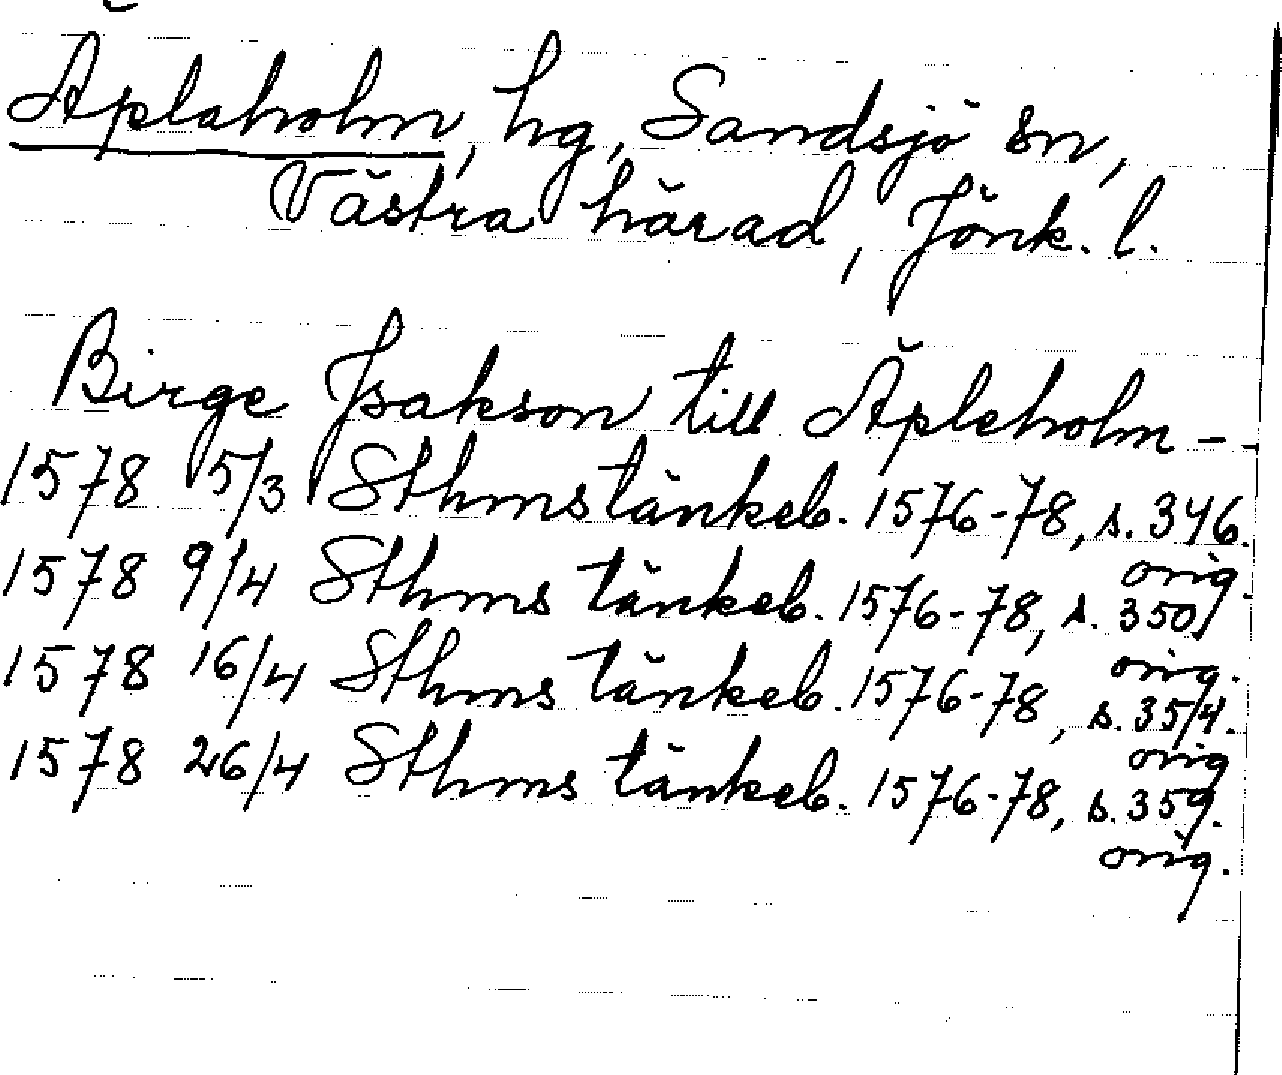 Äplaholm, hg, Sandsjö sn,
Västra härad, Jönk. l.
Birge Jsakson till Äpleholm - -
1578 5/3 Sthms tänkeb. 1576-78, s. 346.
orig.
1578 9/4 Sthms tänkeb. 1576-78, s. 350
orig.
1578 16/4 Sthms tänkeb. 1576-78, s. 354.
orig
1578 26/4 Sthms tänkeb. 1576-78, s. 359.
orig.